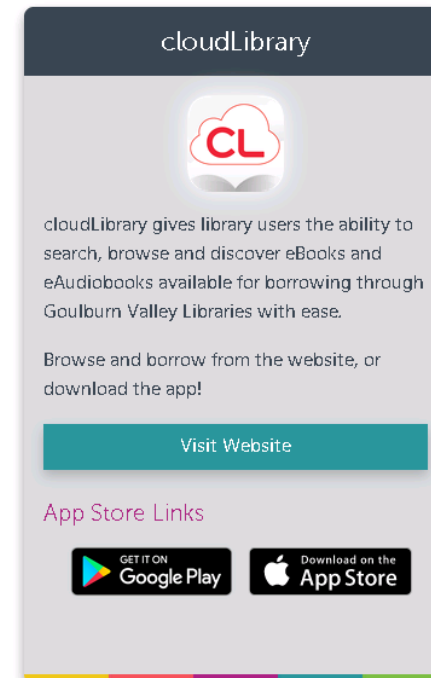 cloudLibrary
CL
cloudLibrary gives library users the ability to
search, browse and discover eBooks and
eAudiobooks available for borrowing through
Goulburn Valley Libraries with ease.
Browse and borrow from the website, or
download the app!
Visit Website
App Store Links
GET IT ON
Google Play
Download on the
App Store